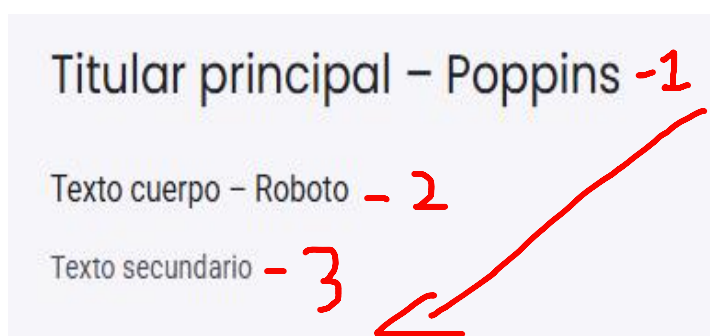 Titular principal – Poppins -1
Texto cuerpo – Roboto - 2
Texto secundario - 3